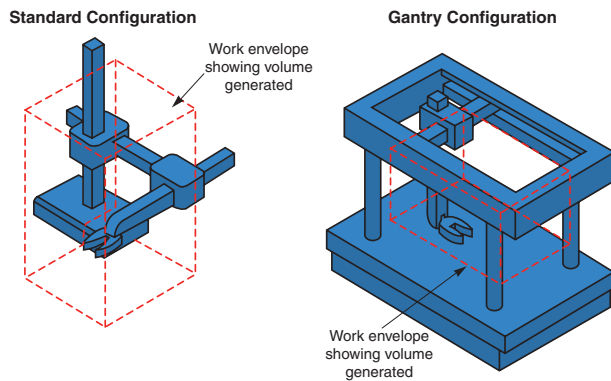 Standard Configuration
Work envelope
showing volume
generated
Gantry Configuration
Work envelope
showing volume
generated